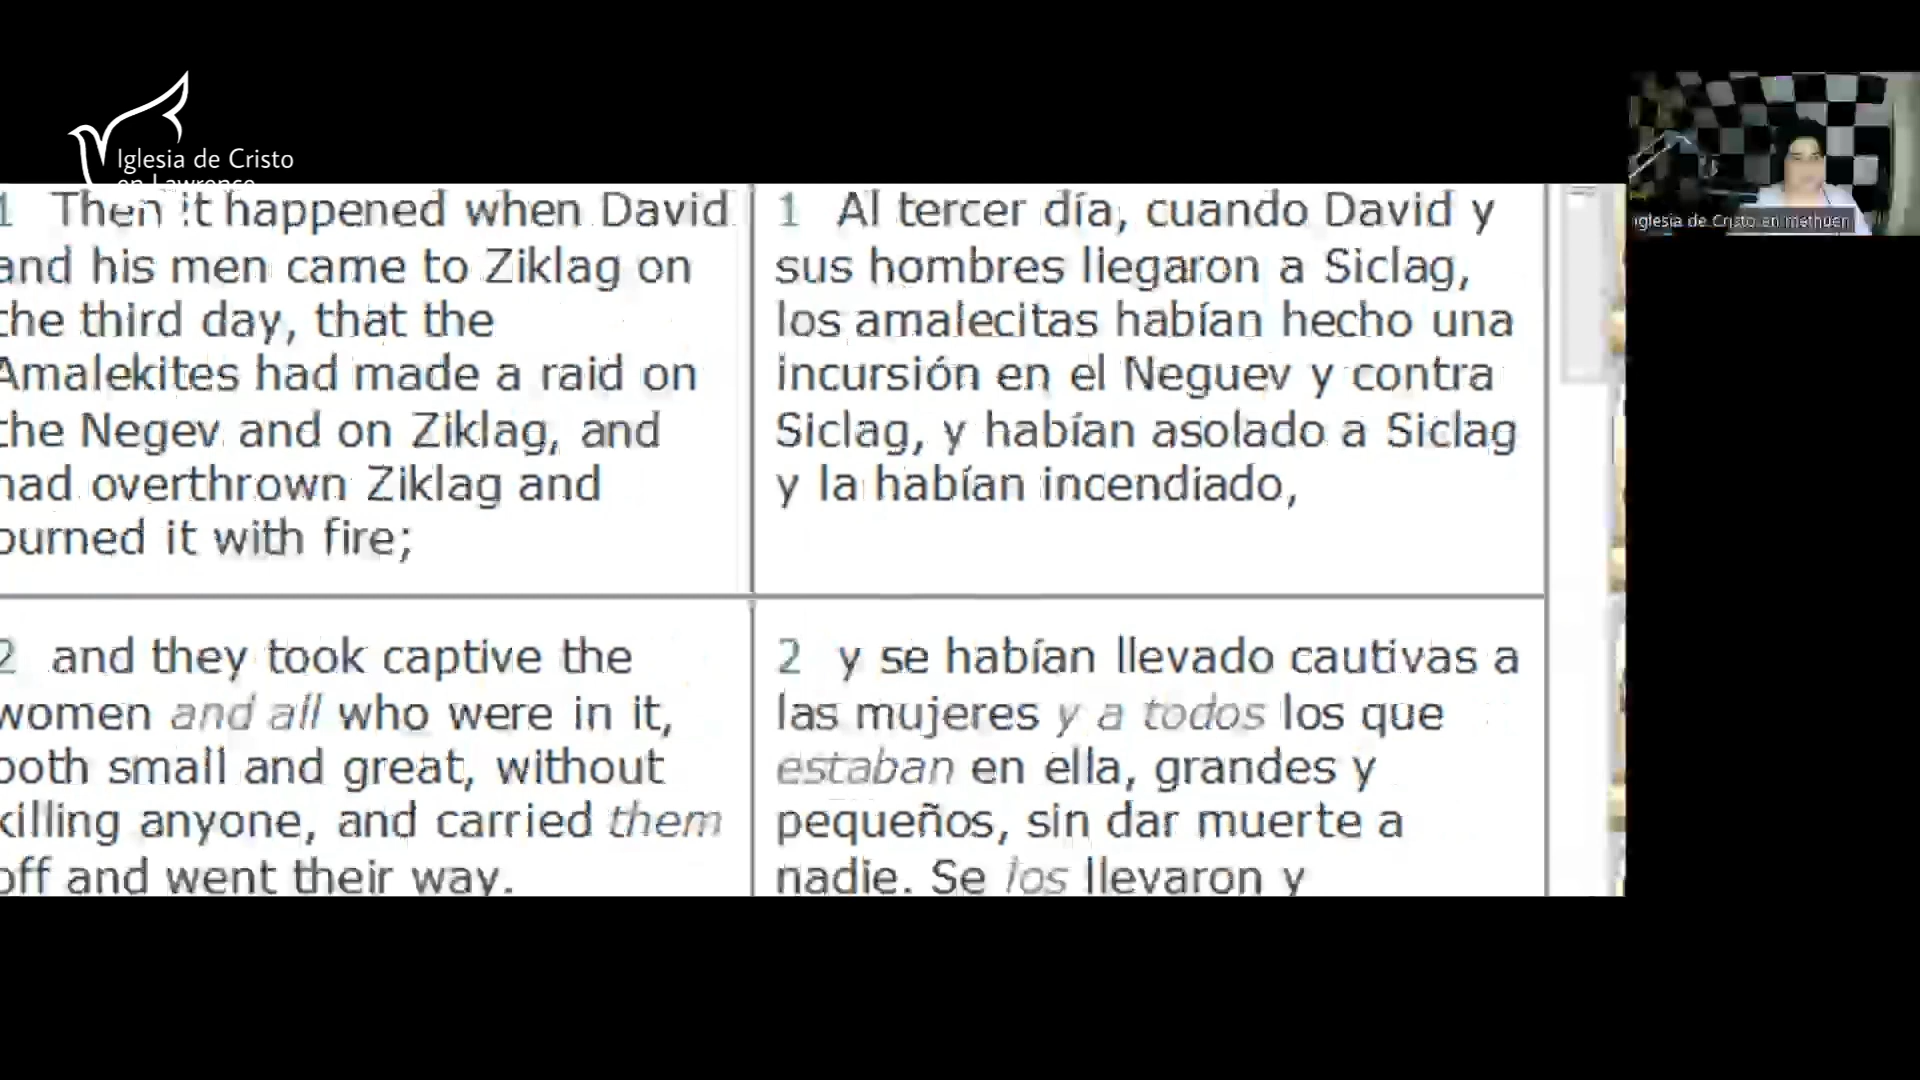 Iglesia de Cristo
en Lawrence
1 Then it happened when David
and his men came to Ziklag on
the third day, that the
Amalekites had made a raid on
the Negev and on Ziklag, and
had overthrown Ziklag and
burned it with fire;
1 Al tercer día, cuando David y
sus hombres llegaron a Siclag,
los amalecitas habían hecho una
incursión en el Neguev y contra
Siclag, y habían asolado a Siclag
y la habían incendiado,
2 and they took captive the
women and all who were in it,
both small and great, without
killing anyone, and carried them
off and went their way.
2 y se habían llevado cautivas a
las mujeres y a todos los que
estaban en ella, grandes y
pequeños, sin dar muerte a
nadie. Se los llevaron y
Iglesia de Cristo en methuen